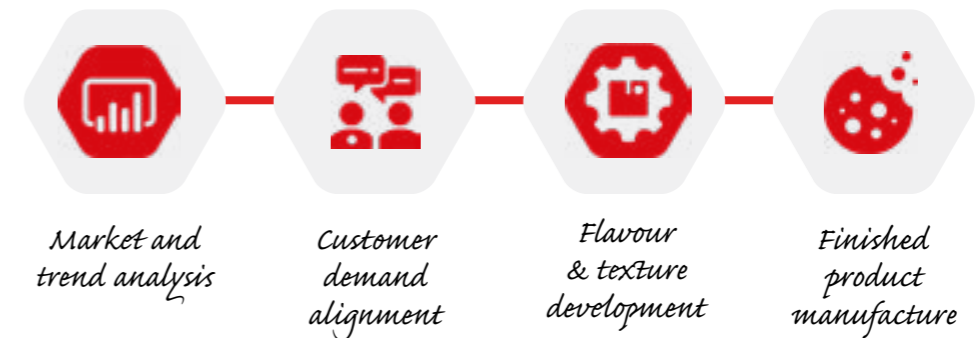 Market and
trend analysis
Customer
demand
alignment
Flavour
& texture
development
Finished
product
manufacture